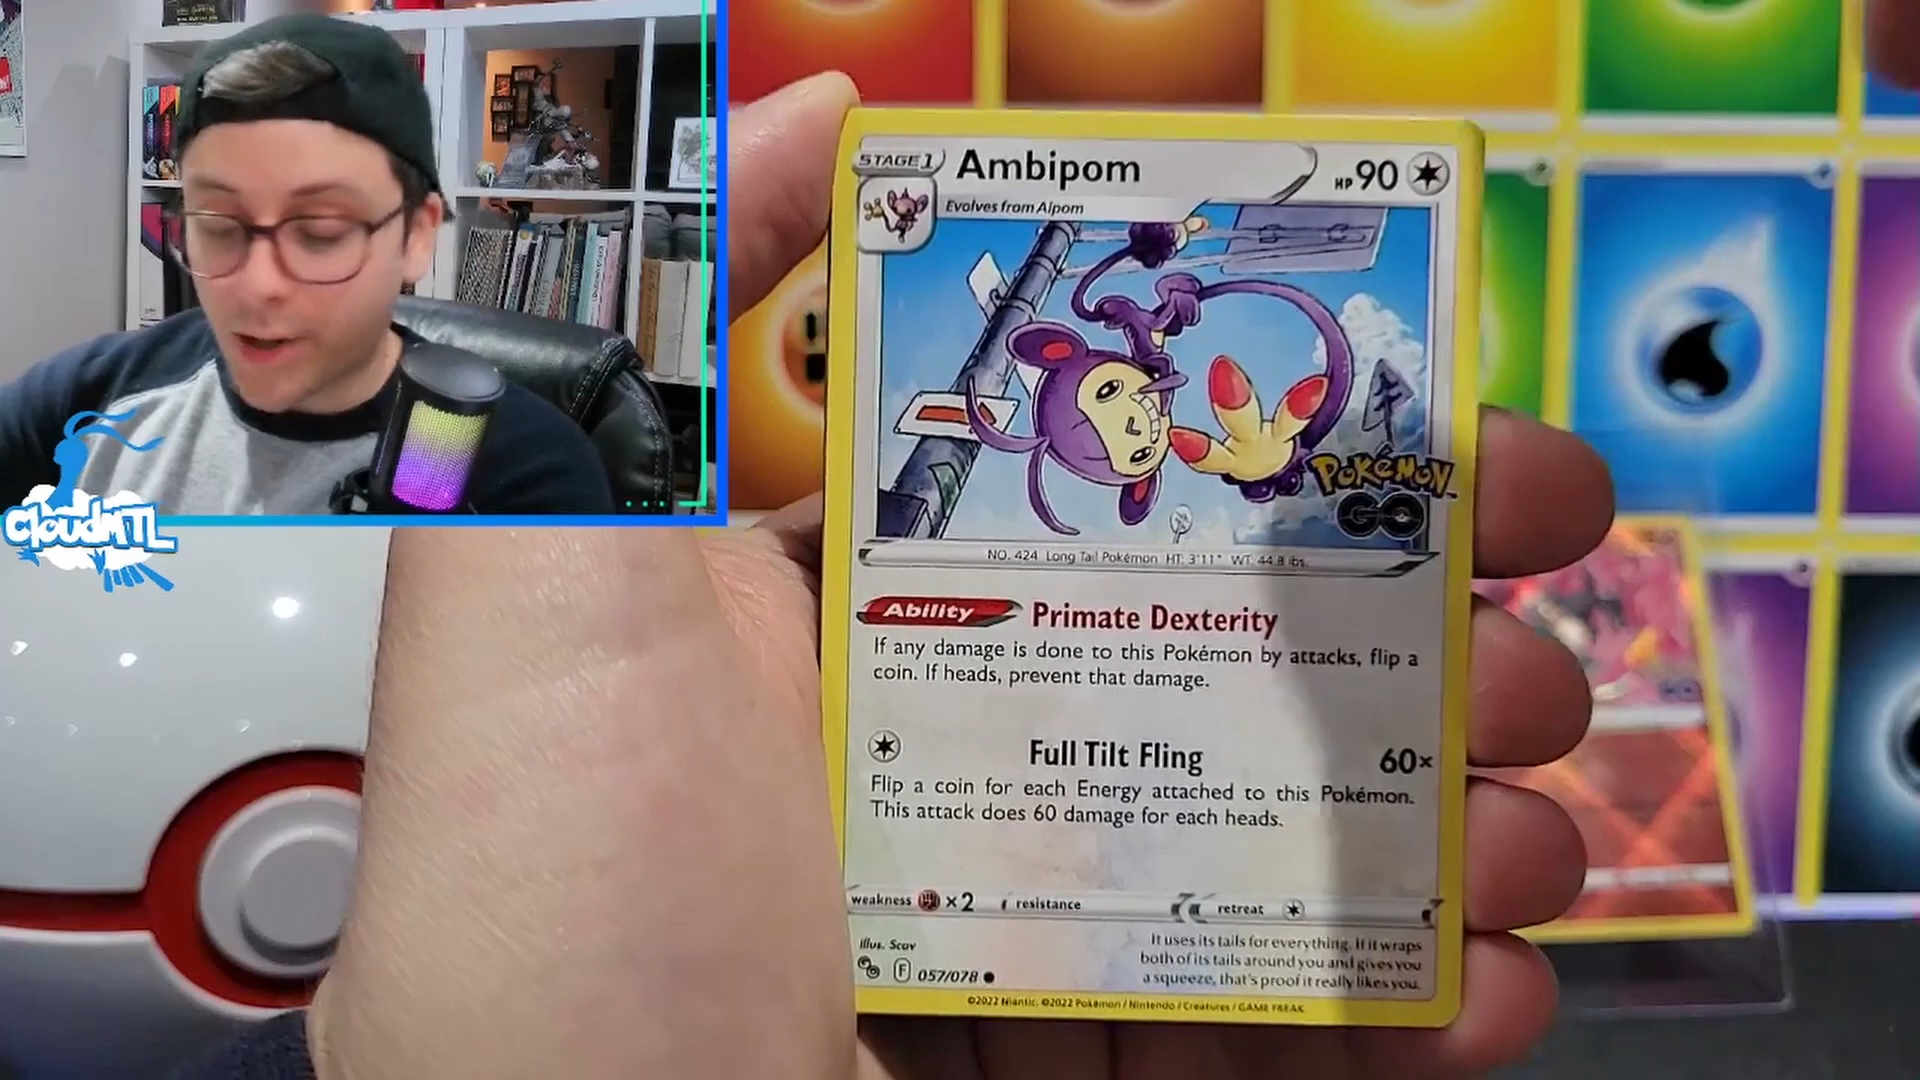 STAGE 1
Ambipom
HP 90
Evolves from Aipom
POKéMON
GO
NO. 424 Long Tail Pokémon HT: 3'11" WT: 44.8 lbs.
Ability Primate Dexterity
If any damage is done to this Pokémon by attacks, flip a
coin. If heads, prevent that damage.
Full Tilt Fling 60×
Flip a coin for each Energy attached to this Pokémon.
This attack does 60 damage for each heads.
weakness ×2 resistance retreat
Illus. Scav
F 057/078
It uses its tails for everything. If it wraps
both of its tails around you and gives you
a squeeze, that's proof it really likes you.
©2022 Niantic. ©2022 Pokémon / Nintendo / Creatures / GAME FREAK
CloudMTL